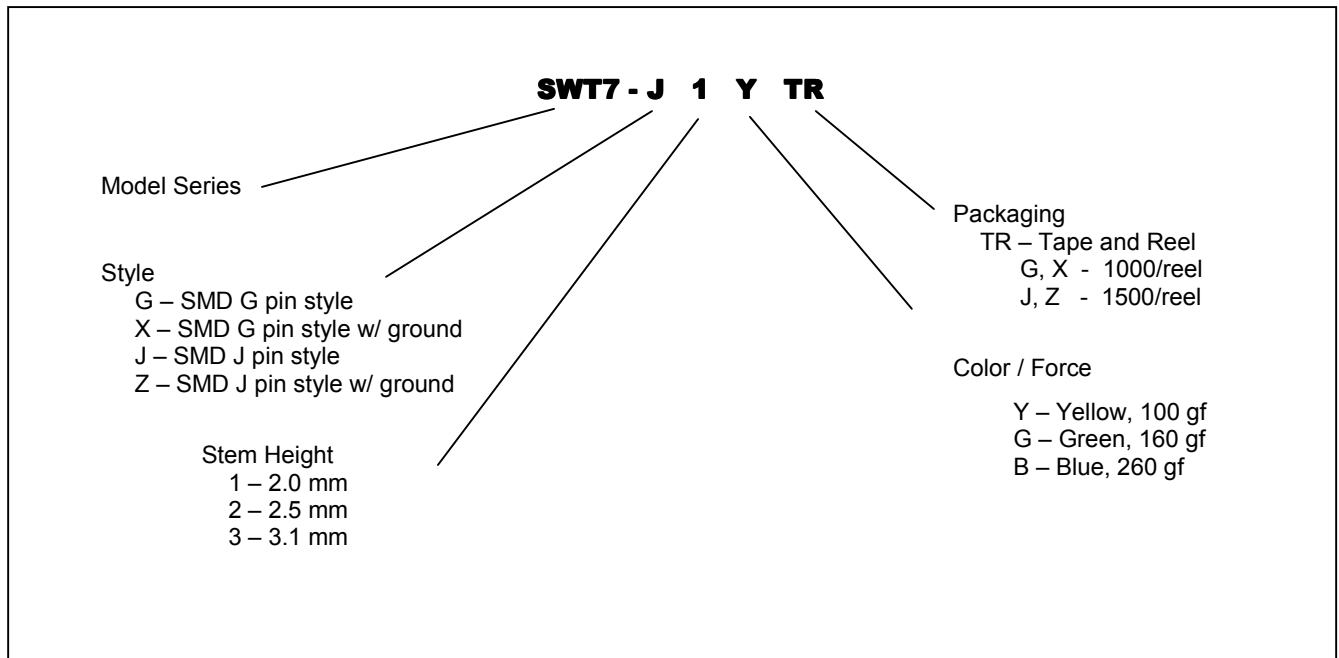 SWT7 - J 1 Y TR
Model Series
Style
G – SMD G pin style
X – SMD G pin style w/ ground
J – SMD J pin style
Z – SMD J pin style w/ ground
Stem Height
1 – 2.0 mm
2 – 2.5 mm
3 – 3.1 mm
Packaging
TR – Tape and Reel
G, X - 1000/reel
J, Z - 1500/reel
Color / Force
Y – Yellow, 100 gf
G – Green, 160 gf
B – Blue, 260 gf